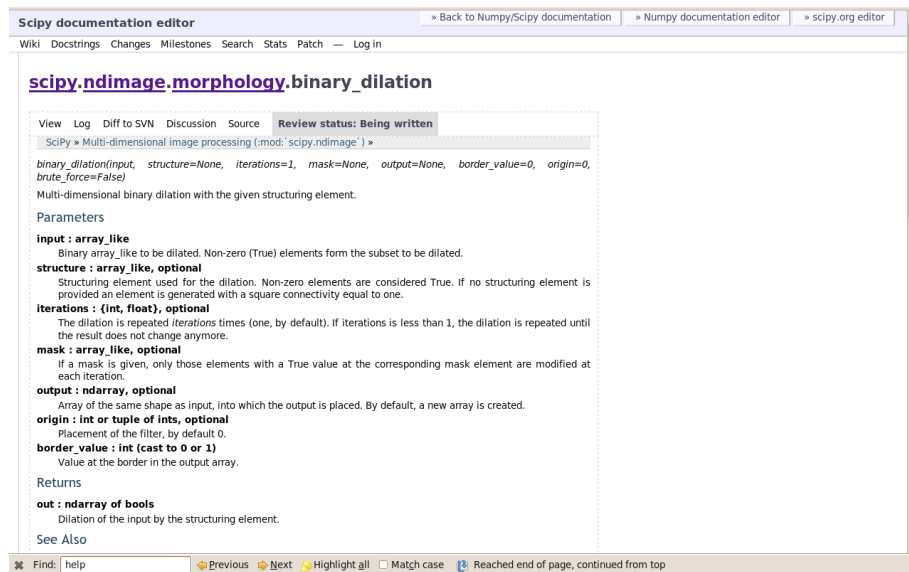 Scipy documentation editor
» Back to Numpy/Scipy documentation
» Numpy documentation editor
» scipy.org editor
Wiki Docstrings Changes Milestones Search Stats Patch — Log in
scipy.ndimage.morphology.binary_dilation
View Log Diff to SVN Discussion Source Review status: Being written
SciPy » Multi-dimensional image processing (:mod:`scipy.ndimage`) »
binary_dilation(input, structure=None, iterations=1, mask=None, output=None, border_value=0, origin=0,
brute_force=False)
Multi-dimensional binary dilation with the given structuring element.
Parameters
input : array_like
Binary array_like to be dilated. Non-zero (True) elements form the subset to be dilated.
structure : array_like, optional
Structuring element used for the dilation. Non-zero elements are considered True. If no structuring element is
provided an element is generated with a square connectivity equal to one.
iterations : {int, float}, optional
The dilation is repeated iterations times (one, by default). If iterations is less than 1, the dilation is repeated until
the result does not change anymore.
mask : array_like, optional
If a mask is given, only those elements with a True value at the corresponding mask element are modified at
each iteration.
output : ndarray, optional
Array of the same shape as input, into which the output is placed. By default, a new array is created.
origin : int or tuple of ints, optional
Placement of the filter, by default 0.
border_value : int (cast to 0 or 1)
Value at the border in the output array.
Returns
out : ndarray of bools
Dilation of the input by the structuring element.
See Also
Find: help Previous Next Highlight all Match case Reached end of page, continued from top